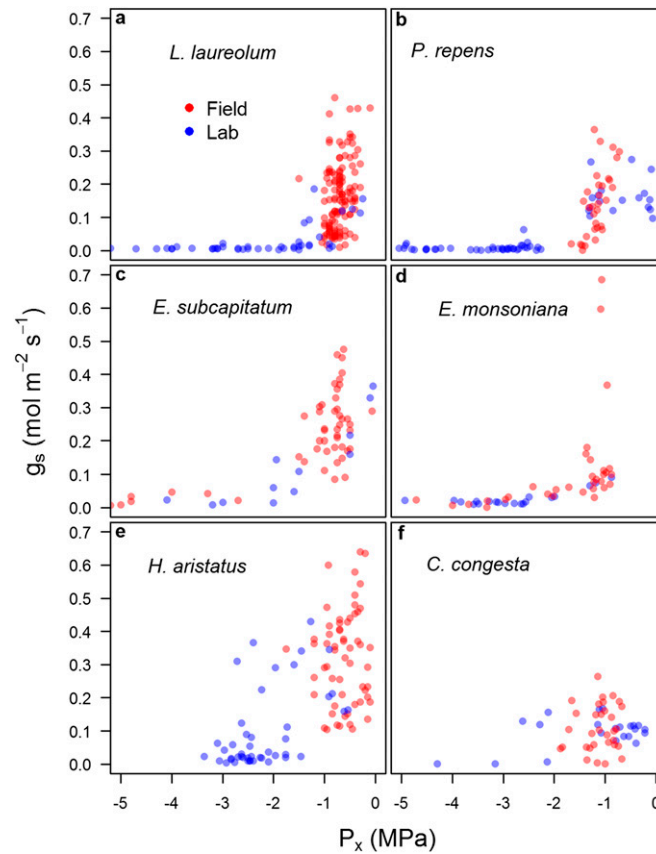 a
b
0.7
0.6
0.5
0.4
0.3
0.2
0.1
0.0
L. laureolum
P. repens
Field
Lab
c
d
0.7
0.6
0.5
0.4
0.3
0.2
0.1
0.0
E. subcapitatum
E. monsoniana
e
f
0.7
0.6
0.5
0.4
0.3
0.2
0.1
0.0
H. aristatus
C. congesta
gₛ (mol m⁻² s⁻¹)
-5 -4 -3 -2 -1 0
-5 -4 -3 -2 -1 0
Pₓ (MPa)